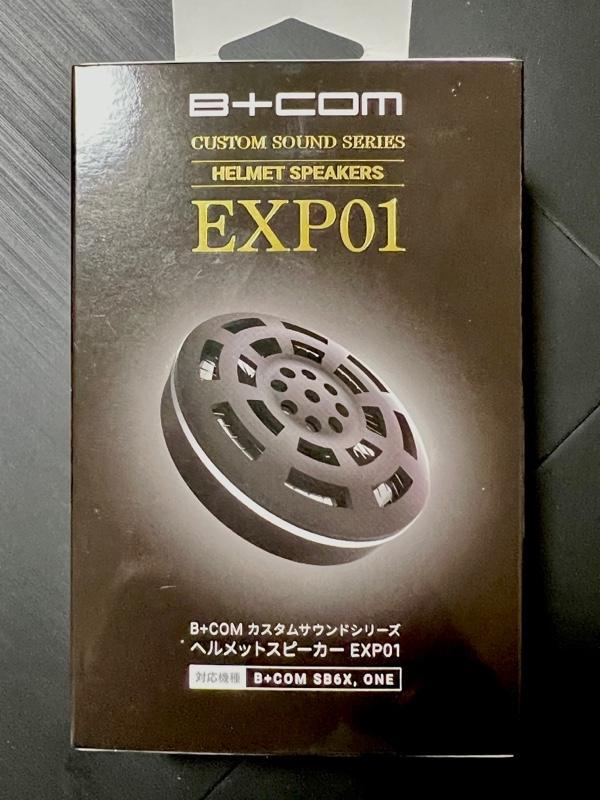 B+COM
CUSTOM SOUND SERIES
HELMET SPEAKERS
EXP01
B+COM カスタムサウンドシリーズ
ヘルメットスピーカー EXP01
対応機種 B+COM SB6X, ONE